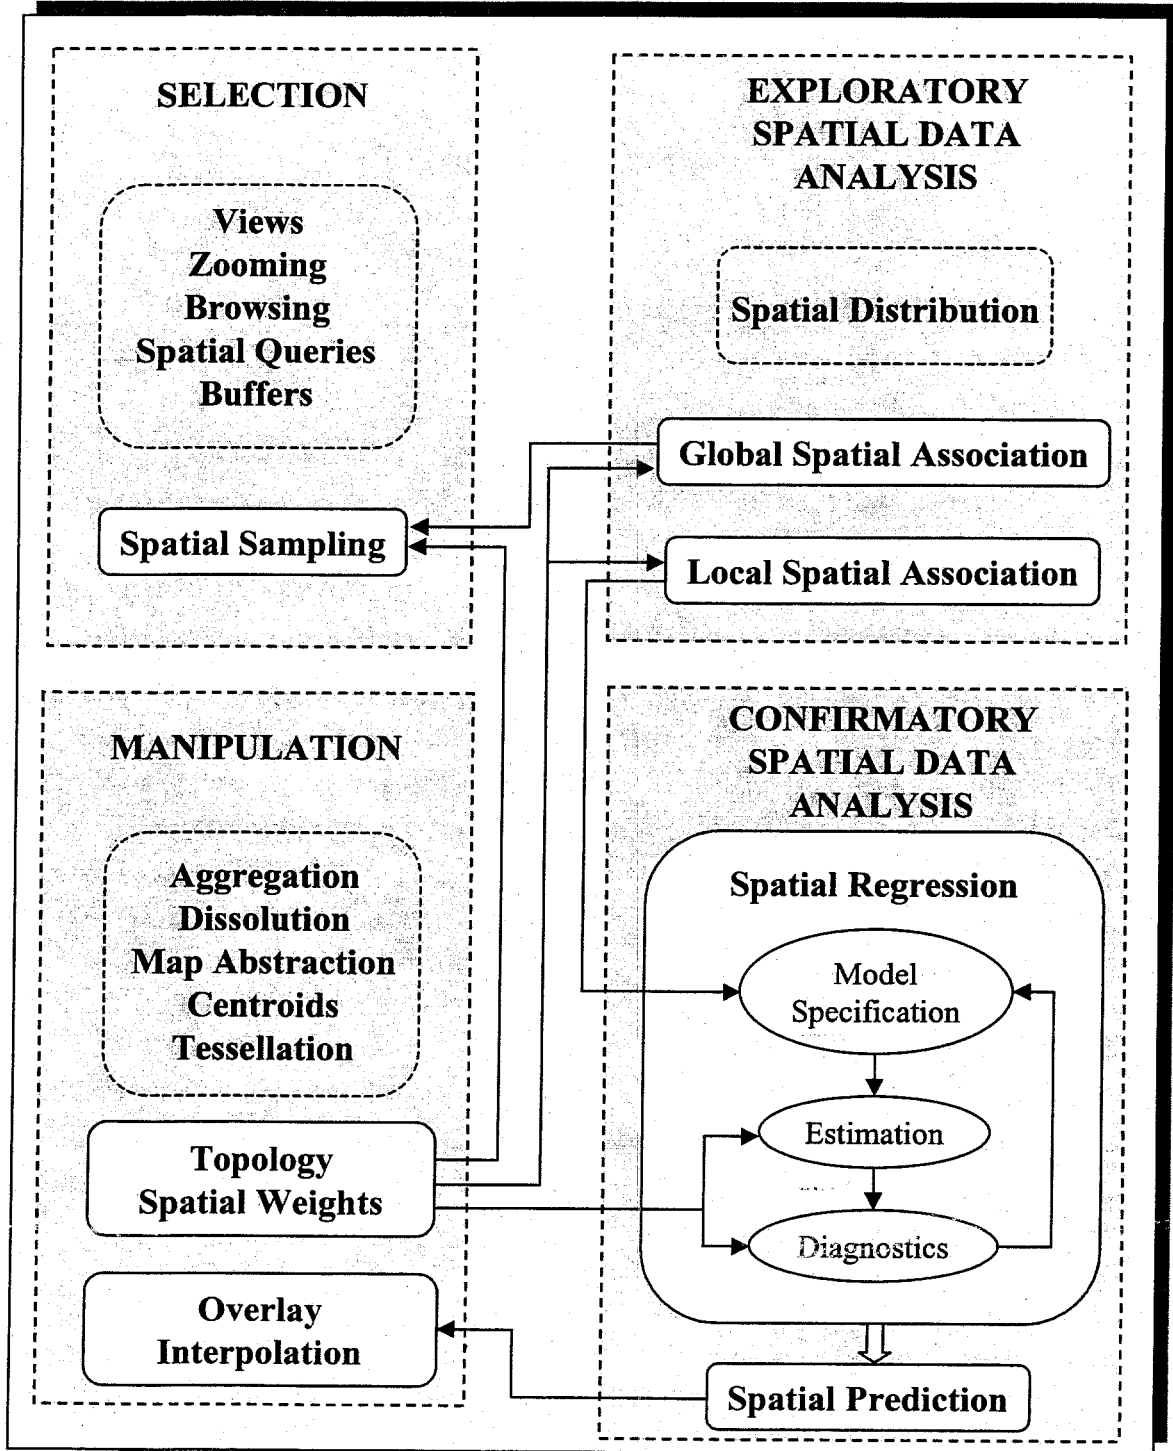 SELECTION
Views
Zooming
Browsing
Spatial Queries
Buffers
Spatial Sampling
EXPLORATORY
SPATIAL DATA
ANALYSIS
Spatial Distribution
Global Spatial Association
Local Spatial Association
MANIPULATION
Aggregation
Dissolution
Map Abstraction
Centroids
Tessellation
Topology
Spatial Weights
Overlay
Interpolation
CONFIRMATORY
SPATIAL DATA
ANALYSIS
Spatial Regression
Model
Specification
Estimation
Diagnostics
Spatial Prediction